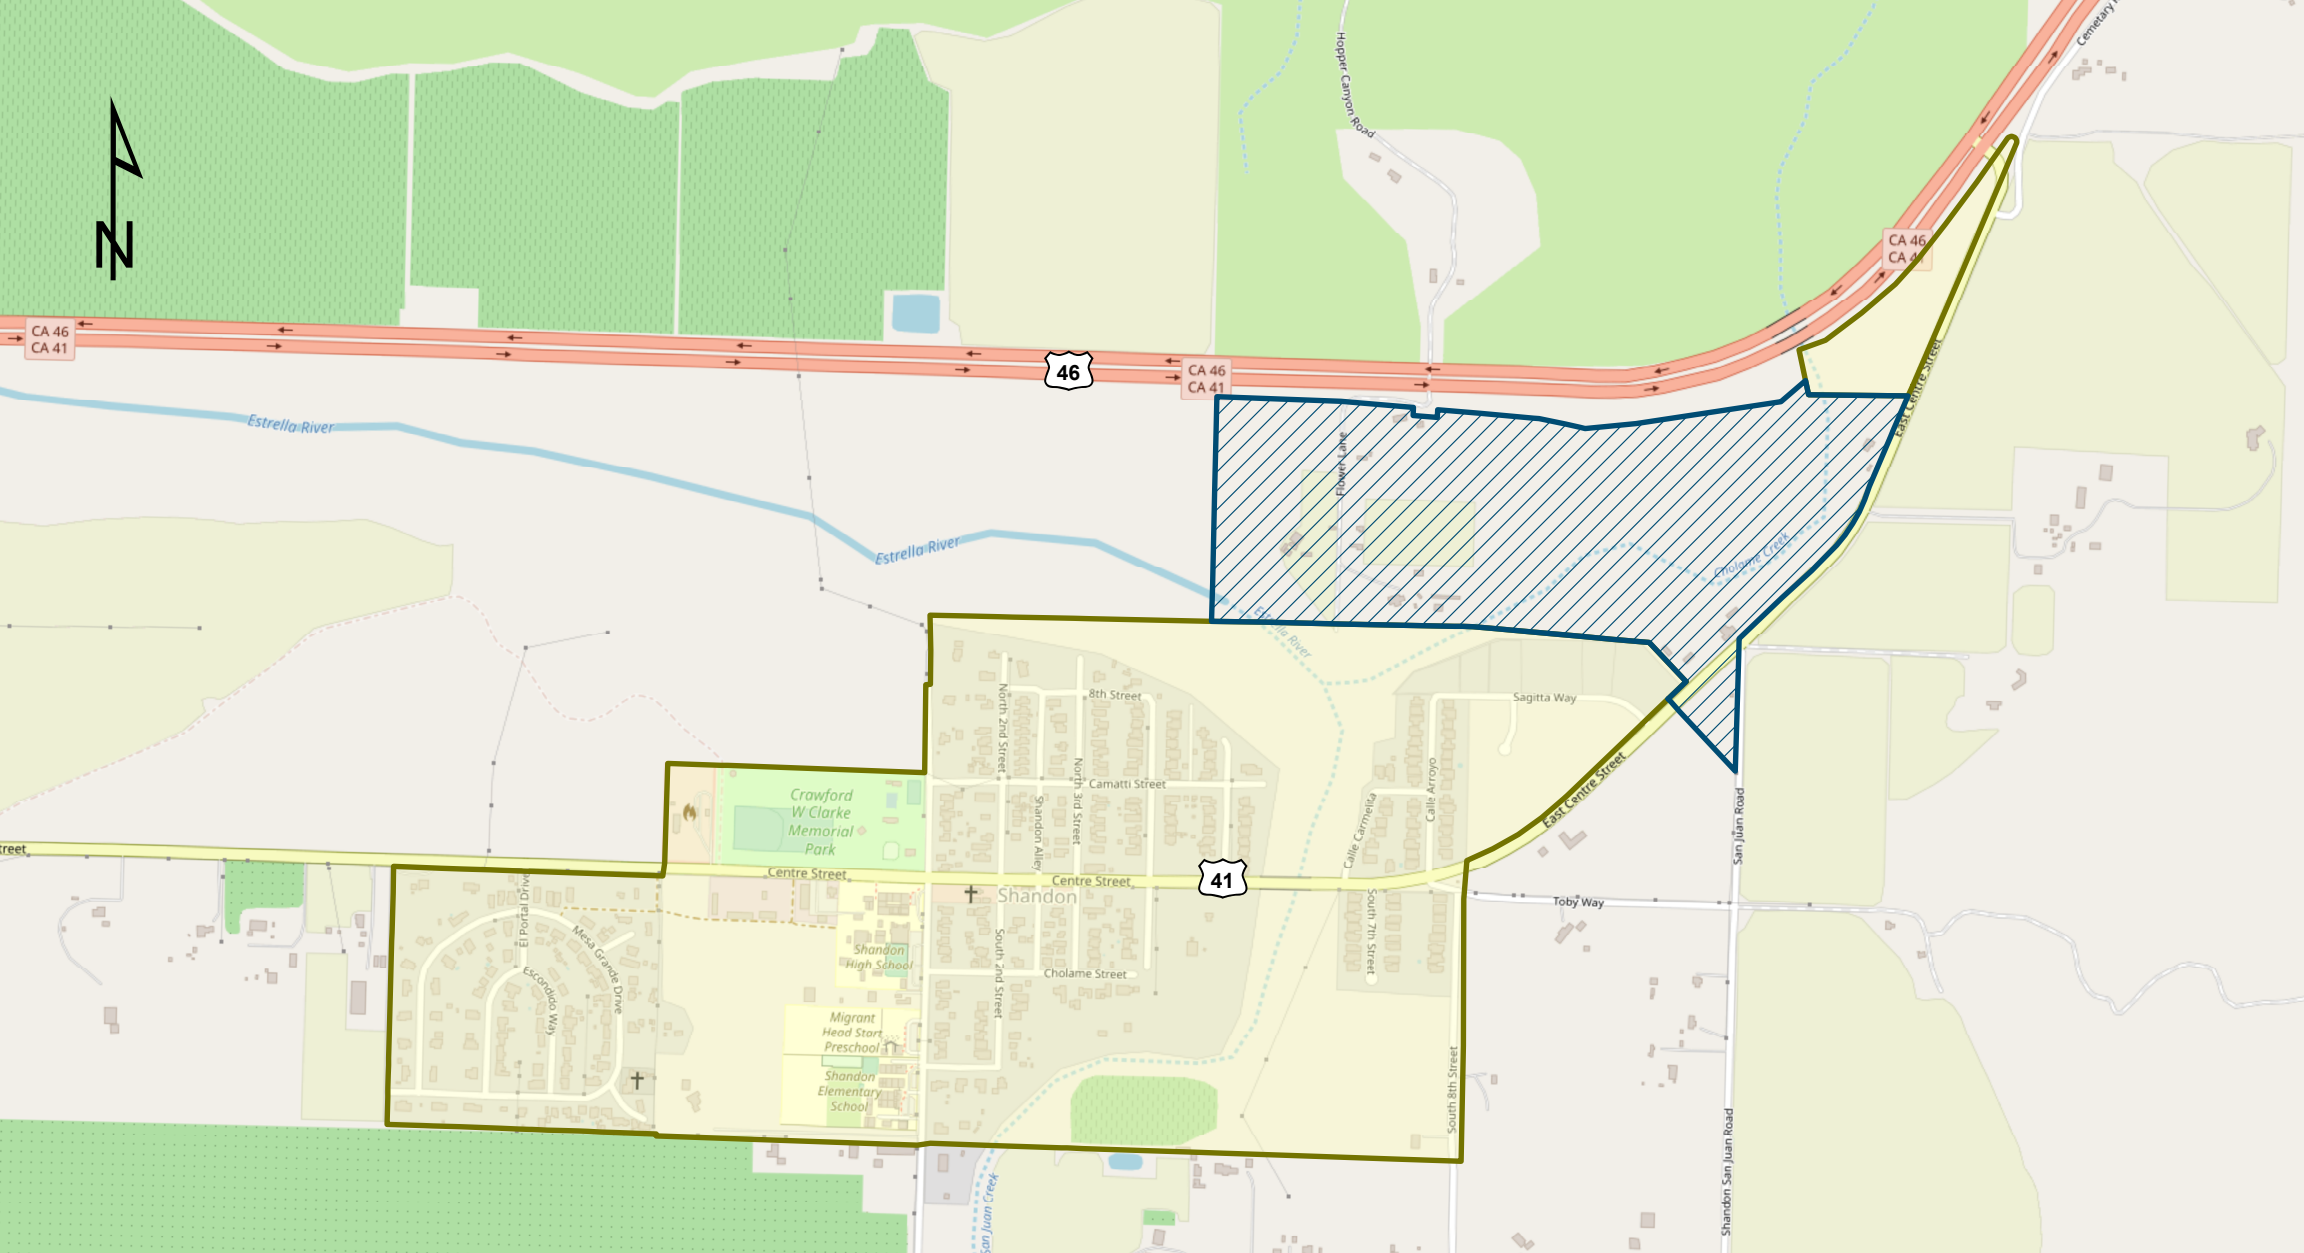 Cemetary
Hopper Canyon Road
N
CA 46
CA 41
CA 46
CA 41
46
CA 46
CA 41
CA 46
CA 41
East Centre Street
Estrella River
Flower Lane
Estrella River
Cholame Creek
Estrella River
8th Street
Sagitta Way
North 2nd Street
North 3rd Street
Camatti Street
Crawford
W Clarke
Memorial
Park
Shandon Alley
Calle Arroyo
Calle Carmelita
East Centre Street
San Juan Road
treet
Centre Street
Centre Street
41
Shandon
Toby Way
El Portal Drive
Mesa Grande Drive
Escondido Way
Shandon
High School
South 2nd Street
Cholame Street
South 7th Street
Migrant
Head Start
Preschool
Shandon
Elementary
School
South 8th Street
San Juan Creek
Shandon San Juan Road